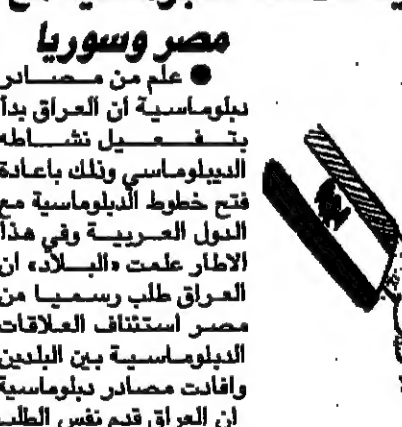 مصر وسوريا
● علم من مصادر
دبلوماسية أن العراق بدأ
بتفعيل نشاطه
الديبلوماسي وذلك باعادة
فتح خطوط الدبلوماسية مع
الدول العربية وفي هذا
الاطار علمت «البلاد» ان
العراق طلب رسميا من
مصر استئناف العلاقات
الدبلوماسية بين البلدين
وافادت مصادر دبلوماسية
ان العراق قدم نفس الطلب